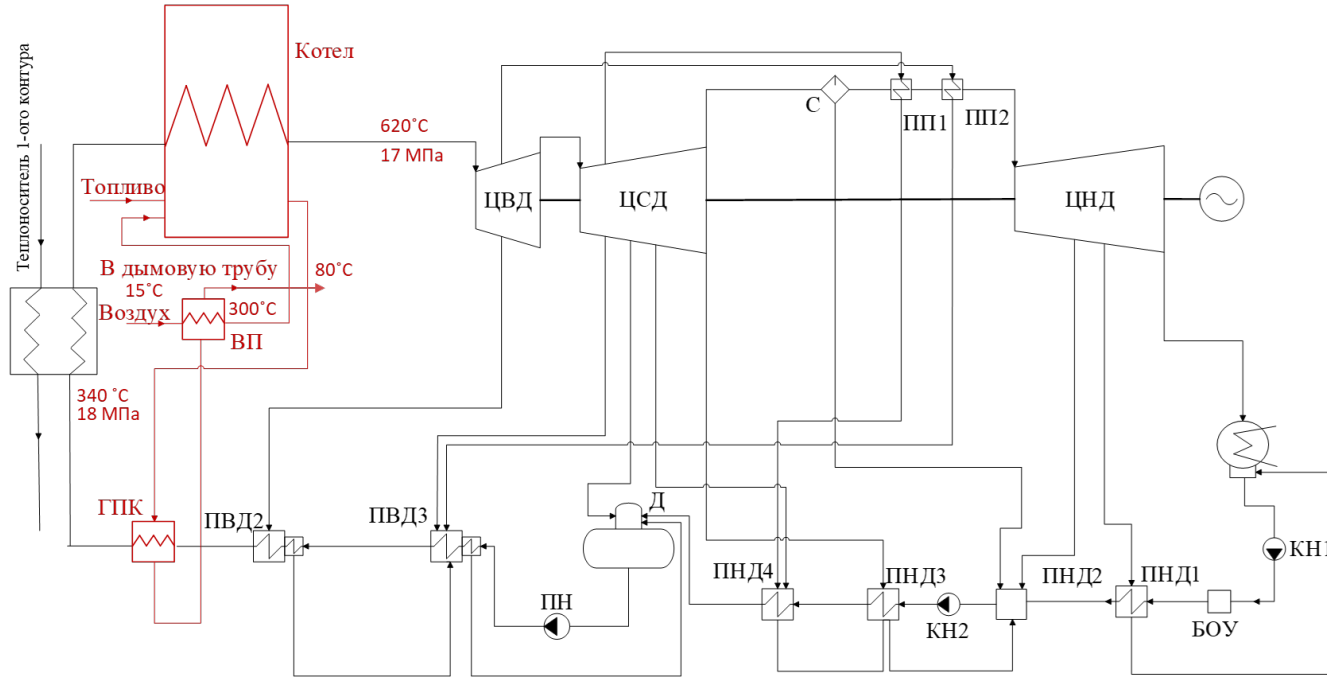 Теплоноситель 1-ого контура
Котел
620˚C
17 МПа
Топливо
В дымовую трубу
80˚C
15˚C
Воздух
300˚C
ВП
340 ˚C
18 МПа
ГПК
ПВД2
ПВД3
ПН
Д
ЦВД
ЦСД
С
ПП1
ПП2
ЦНД
ПНД4
ПНД3
КН2
ПНД2
ПНД1
БОУ
КН1